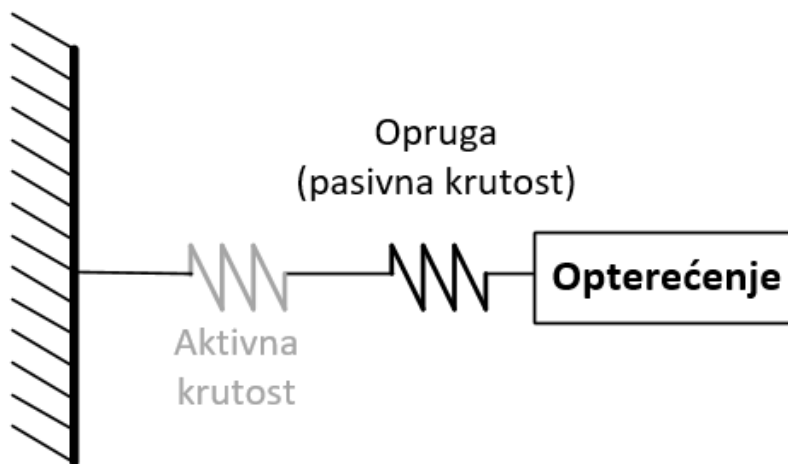 Opruga
(pasivna krutost)
Opterećenje
Aktivna
krutost